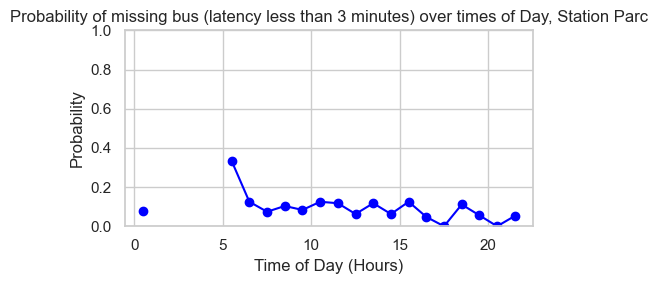 Probability of missing bus (latency less than 3 minutes) over times of Day, Station Parc
1.0
0.8
0.6
0.4
0.2
0.0
Probability
0 5 10 15 20
Time of Day (Hours)